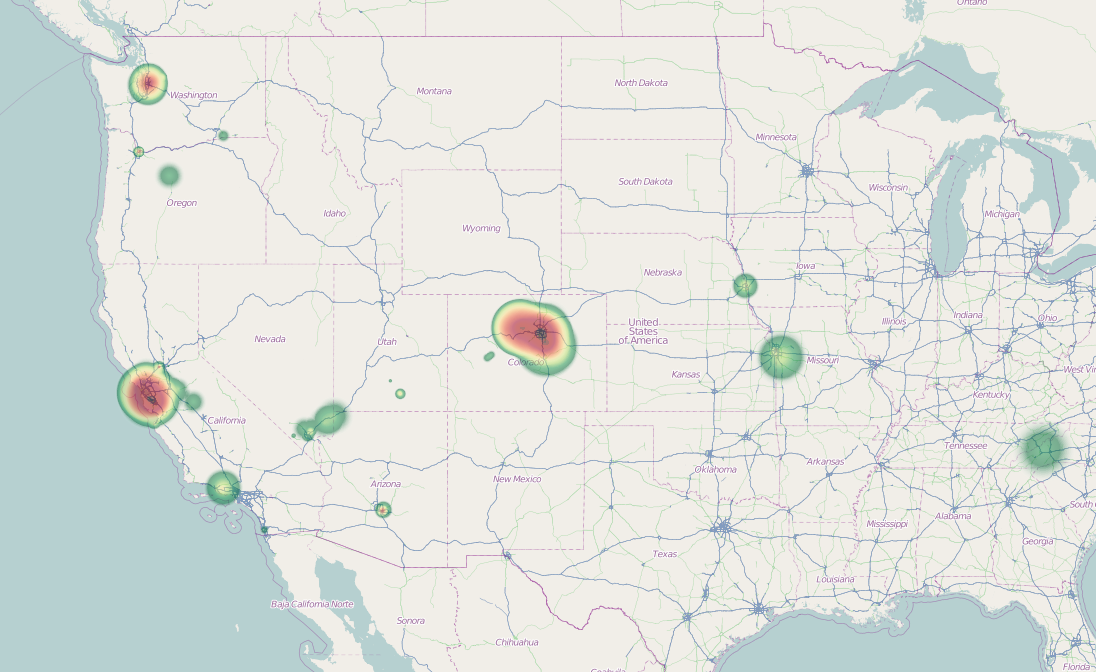 Ontario
Washington
Montana
North Dakota
Minnesota
Oregon
Idaho
South Dakota
Wisconsin
Michigan
Wyoming
Nebraska
Iowa
Nevada
Utah
Colorado
United
States
of America
Illinois
Indiana
Ohio
Kansas
Missouri
West Vir
Kentucky
California
Tennessee
Arizona
New Mexico
Oklahoma
Arkansas
South C
Mississippi
Alabama
Georgia
Texas
Louisiana
Baja California Norte
Sonora
Chihuahua
Coahuila
Florida